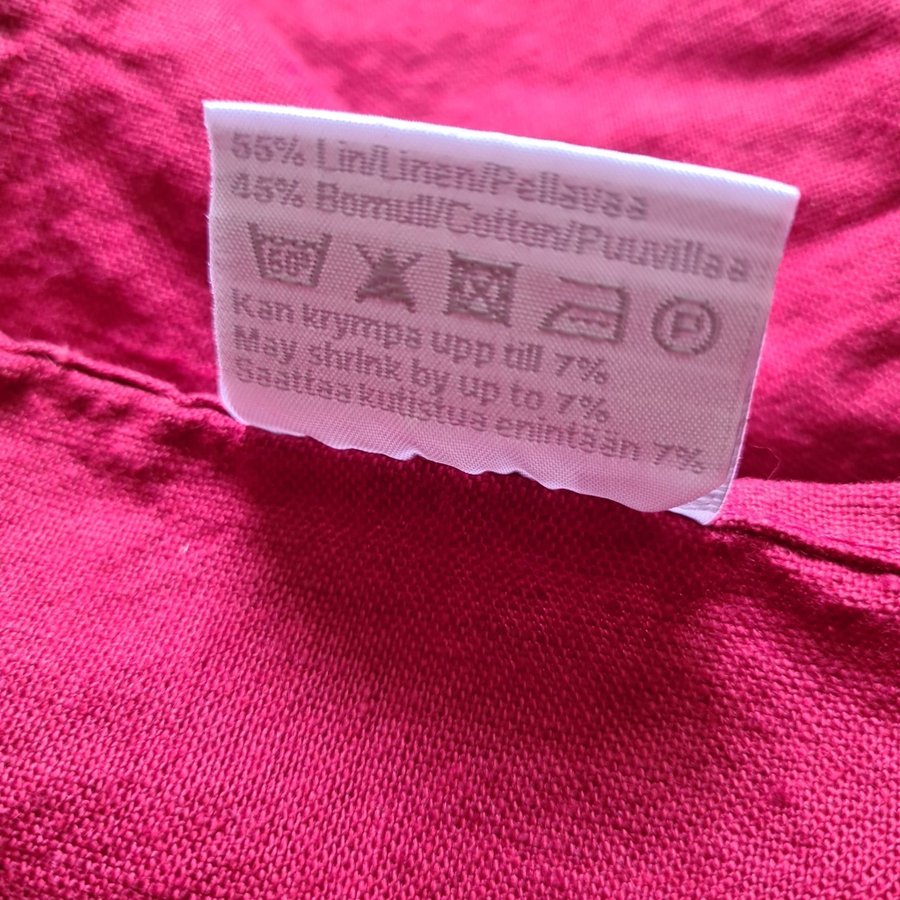 55% Lin/Linen/Pellavaa
45% Bomull/Cotton/Puuvillaa
60°
P
Kan krympa upp till 7%
May shrink by up to 7%
Saattaa kutistua enintään 7%